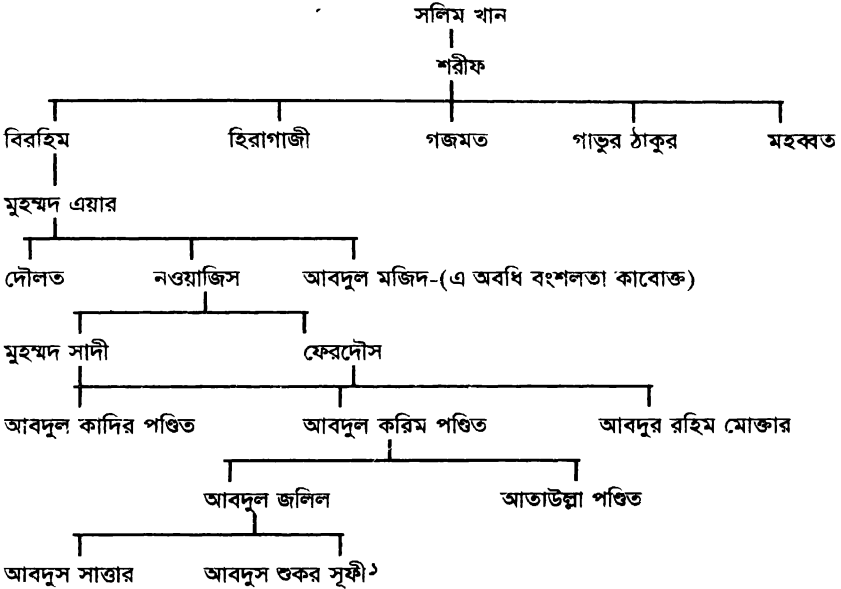 সলিম খান
শরীফ
বিরহিম হিরাগাজী গজমত গাভুর ঠাকুর মহব্বত
মুহম্মদ এয়ার
দৌলত নওয়াজিস আবদুল মজিদ-(এ অবধি বংশলতা কাবোক্ত)
মুহম্মদ সাদী ফেরদৌস
আবদুল কাদির পণ্ডিত আবদুল করিম পণ্ডিত আবদুর রহিম মোক্তার
আবদুল জলিল আতাউল্লা পণ্ডিত
আবদুস সাত্তার আবদুস শুকর সূফী১